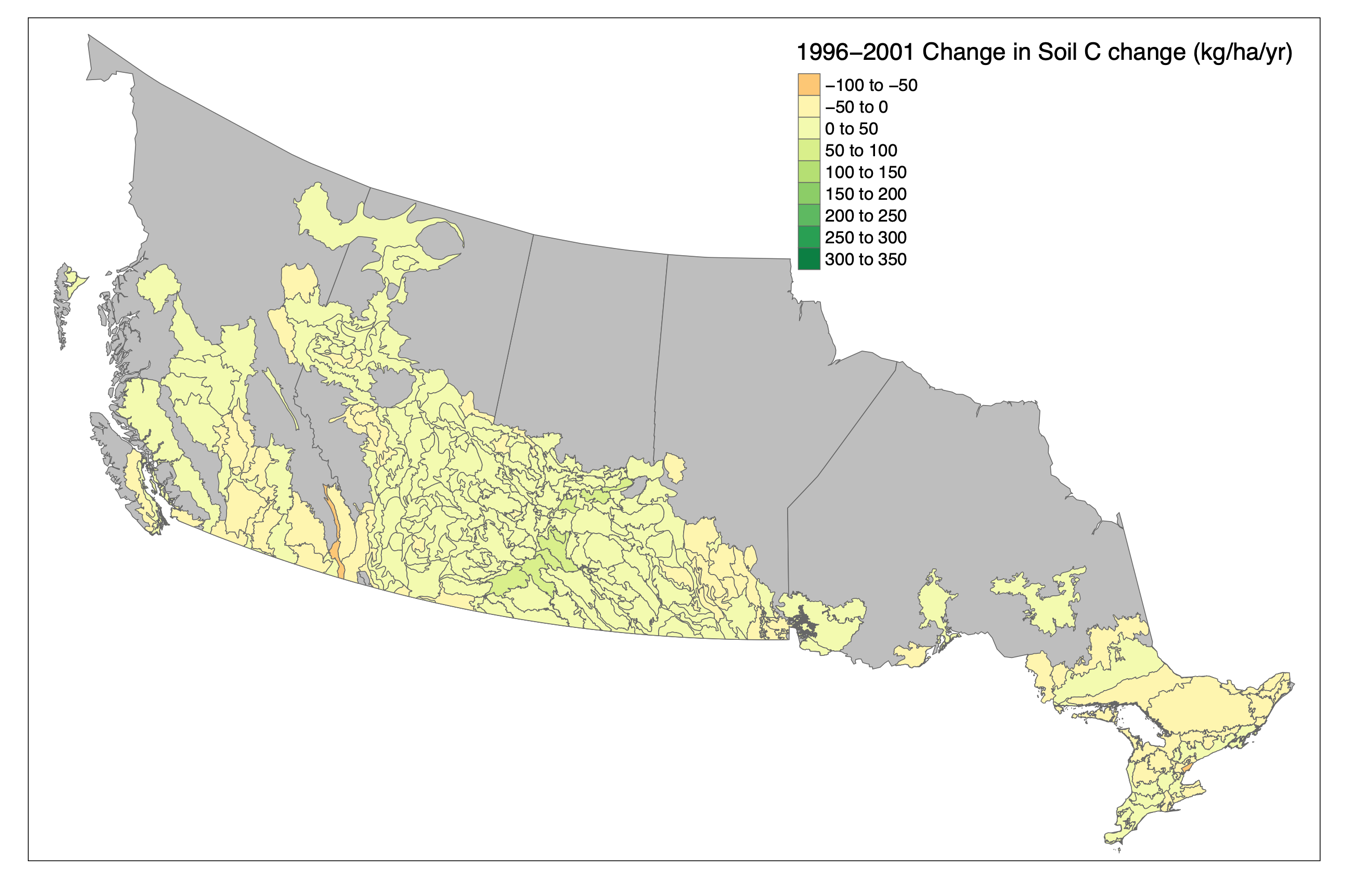 1996−2001 Change in Soil C change (kg/ha/yr)
−100 to −50
−50 to 0
0 to 50
50 to 100
100 to 150
150 to 200
200 to 250
250 to 300
300 to 350